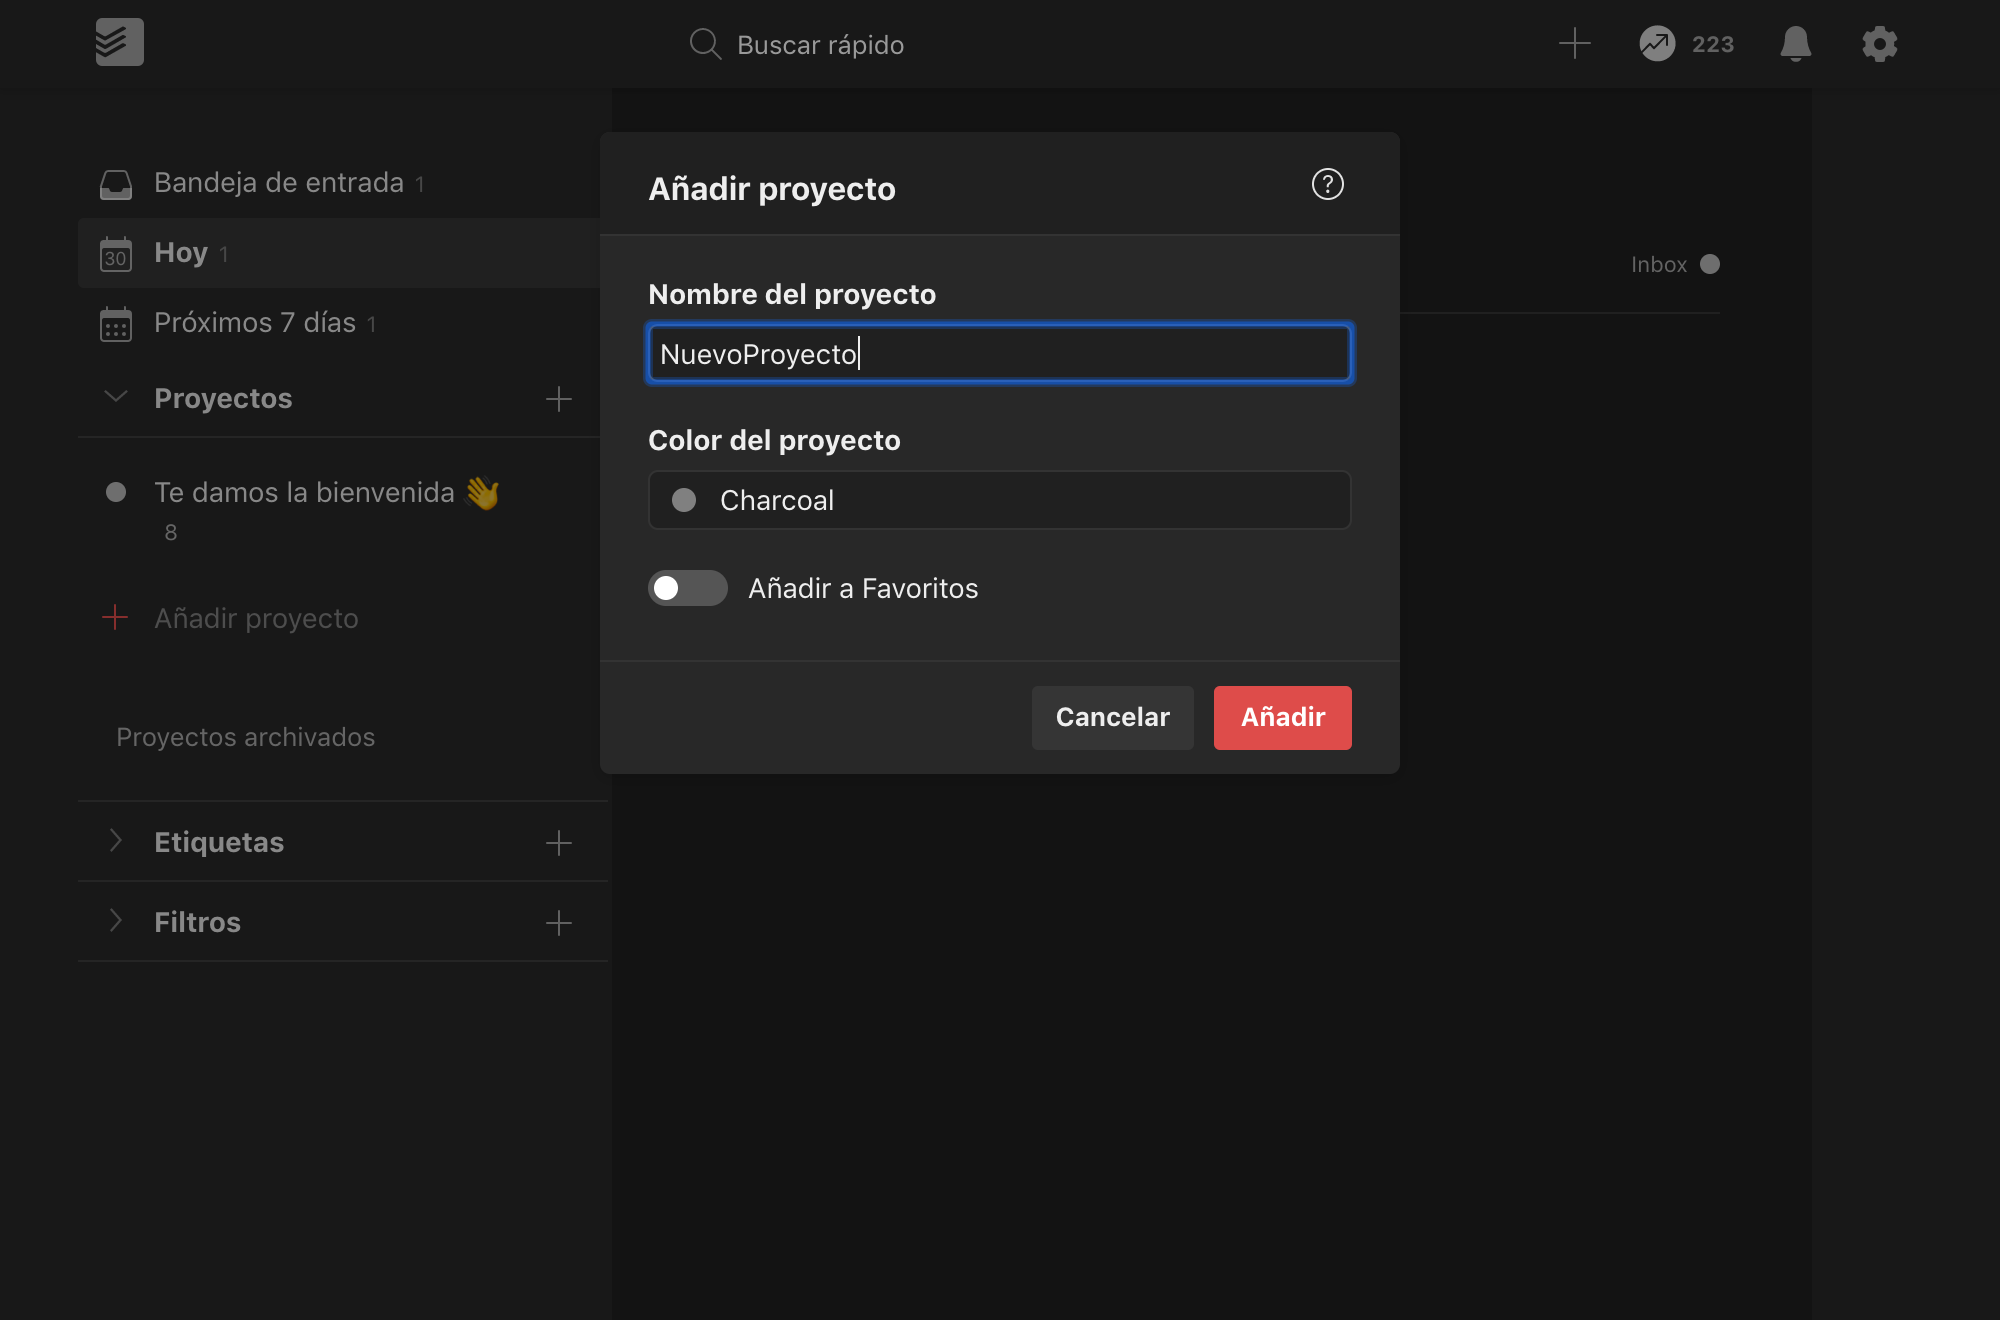 Buscar rápido
223
Bandeja de entrada 1
30
Hoy 1
Próximos 7 días 1
Proyectos
Te damos la bienvenida 👋
8
Añadir proyecto
Proyectos archivados
Etiquetas
Filtros
Inbox
Añadir proyecto
?
Nombre del proyecto
NuevoProyecto
Color del proyecto
Charcoal
Añadir a Favoritos
Cancelar
Añadir